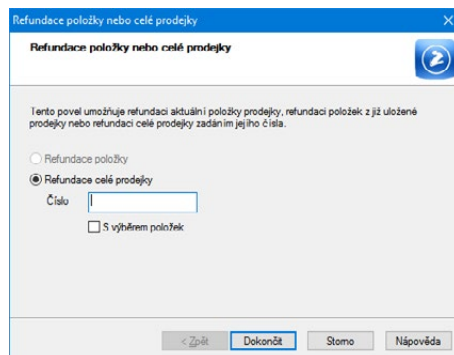 Refundace položky nebo celé prodejky
Refundace položky nebo celé prodejky
Tento povel umožňuje refundaci aktuální položky prodejky, refundaci položek z již uložené
prodejky nebo refundaci celé prodejky zadáním jejího čísla.
Refundace položky
Refundace celé prodejky
Číslo
S výběrem položek
< Zpět Dokončit Storno Nápověda